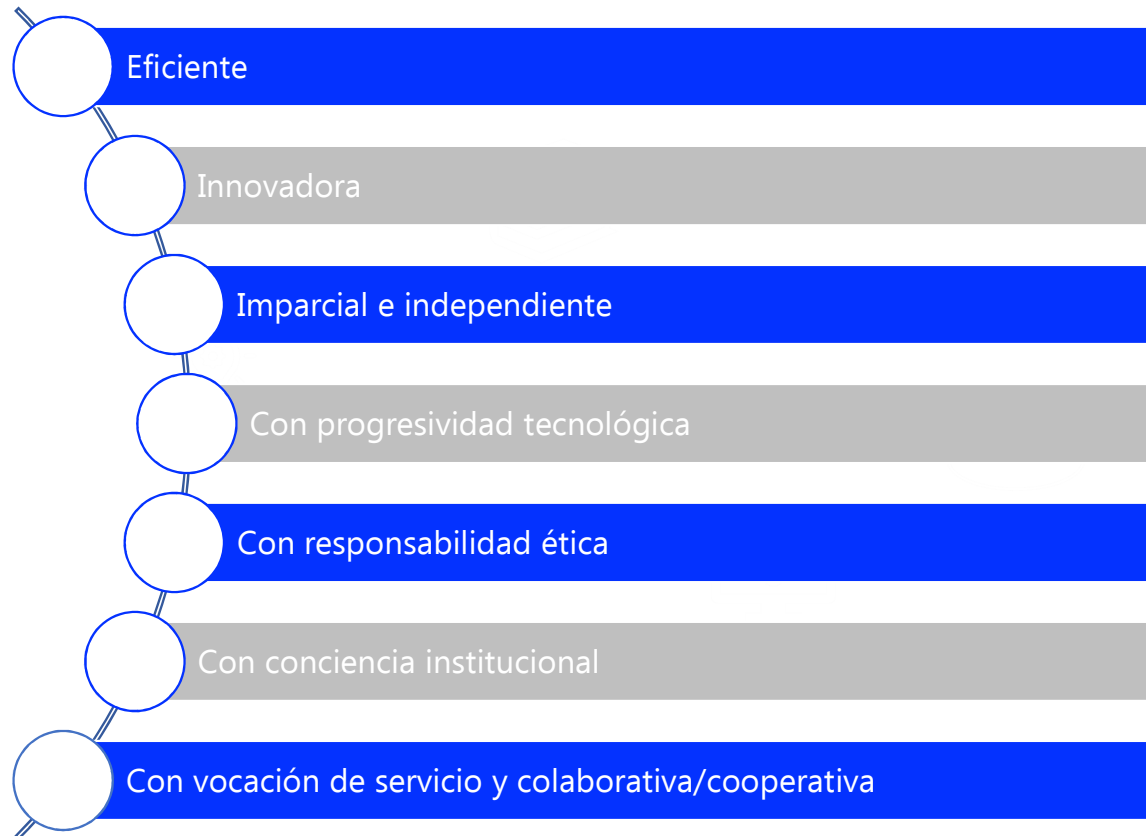 Eficiente
Innovadora
Imparcial e independiente
Con progresividad tecnológica
Con responsabilidad ética
Con conciencia institucional
Con vocación de servicio y colaborativa/cooperativa